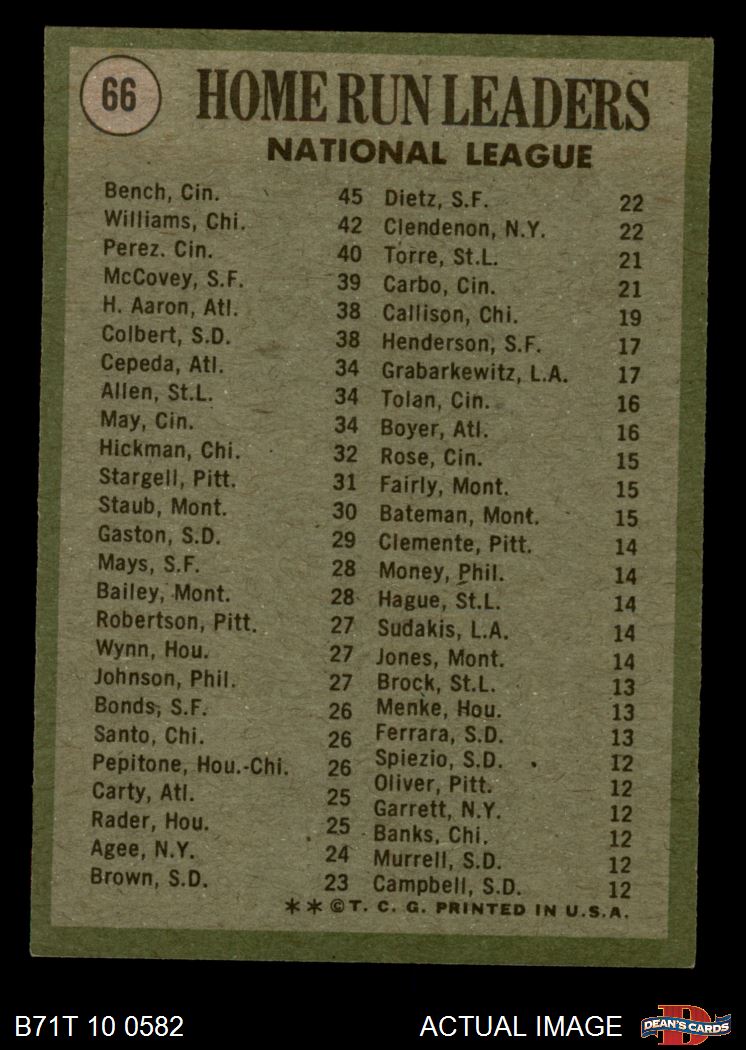 66
HOME RUN LEADERS
NATIONAL LEAGUE
Bench, Cin. 45
Williams, Chi. 42
Perez. Cin. 40
McCovey, S.F. 39
H. Aaron, Atl. 38
Colbert, S.D. 38
Cepeda, Atl. 34
Allen, St.L. 34
May, Cin. 34
Hickman, Chi. 32
Stargell, Pitt. 31
Staub, Mont. 30
Gaston, S.D. 29
Mays, S.F. 28
Bailey, Mont. 28
Robertson, Pitt. 27
Wynn, Hou. 27
Johnson, Phil. 27
Bonds, S.F. 26
Santo, Chi. 26
Pepitone, Hou.-Chi. 26
Carty, Atl. 25
Rader, Hou. 25
Agee, N.Y. 24
Brown, S.D. 23
Dietz, S.F. 22
Clendenon, N.Y. 22
Torre, St.L. 21
Carbo, Cin. 21
Callison, Chi. 19
Henderson, S.F. 17
Grabarkewitz, L.A. 17
Tolan, Cin. 16
Boyer, Atl. 16
Rose, Cin. 15
Fairly, Mont. 15
Bateman, Mont. 15
Clemente, Pitt. 14
Money, Phil. 14
Hague, St.L. 14
Sudakis, L.A. 14
Jones, Mont. 14
Brock, St.L. 13
Menke, Hou. 13
Ferrara, S.D. 13
Spiezio, S.D. 12
Oliver, Pitt. 12
Garrett, N.Y. 12
Banks, Chi. 12
Murrell, S.D. 12
Campbell, S.D. 12
**©T. C. G. PRINTED IN U.S.A.
B71T 10 0582
ACTUAL IMAGE
D
DEAN'S CARDS